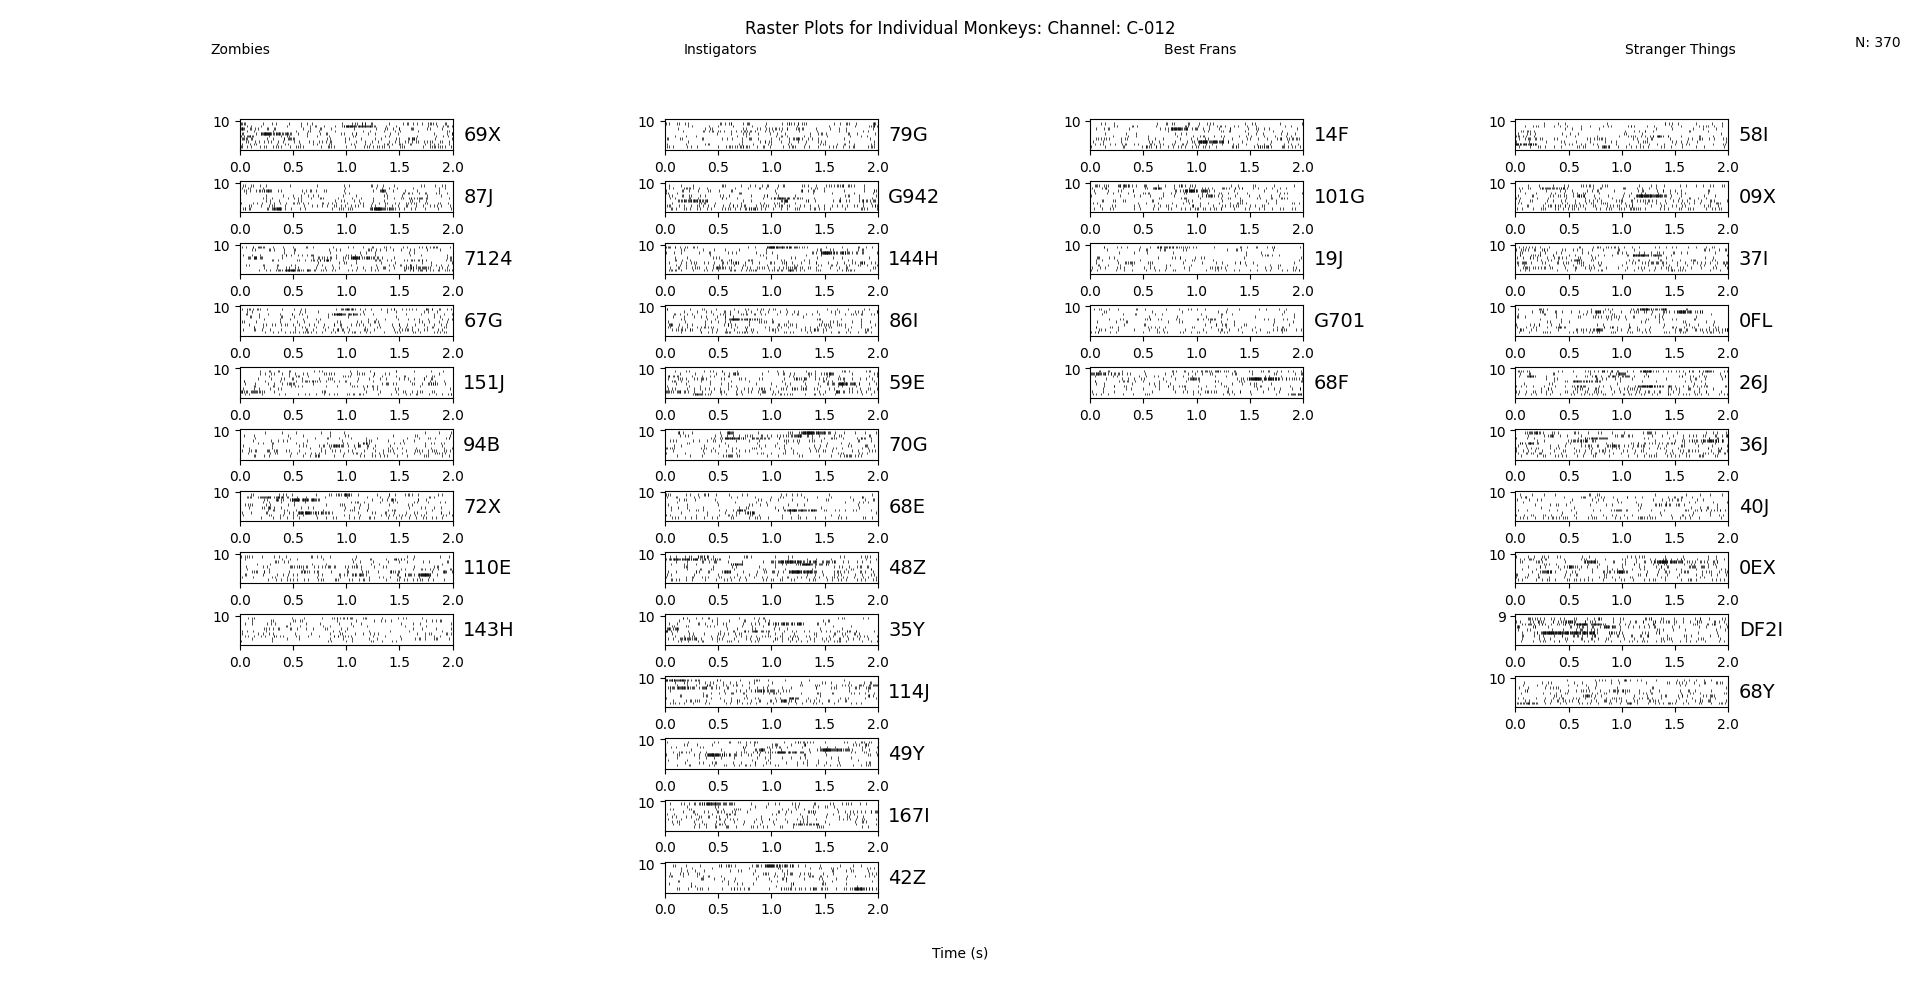 Raster Plots for Individual Monkeys: Channel: C-012
Zombies Instigators Best Frans Stranger Things N: 370
10 69X 10 79G 10 14F 10 58I
0.0 0.5 1.0 1.5 2.0 0.0 0.5 1.0 1.5 2.0 0.0 0.5 1.0 1.5 2.0 0.0 0.5 1.0 1.5 2.0
10 87J 10 G942 10 101G 10 09X
0.0 0.5 1.0 1.5 2.0 0.0 0.5 1.0 1.5 2.0 0.0 0.5 1.0 1.5 2.0 0.0 0.5 1.0 1.5 2.0
10 7124 10 144H 10 19J 10 37I
0.0 0.5 1.0 1.5 2.0 0.0 0.5 1.0 1.5 2.0 0.0 0.5 1.0 1.5 2.0 0.0 0.5 1.0 1.5 2.0
10 67G 10 86I 10 G701 10 0FL
0.0 0.5 1.0 1.5 2.0 0.0 0.5 1.0 1.5 2.0 0.0 0.5 1.0 1.5 2.0 0.0 0.5 1.0 1.5 2.0
10 151J 10 59E 10 68F 10 26J
0.0 0.5 1.0 1.5 2.0 0.0 0.5 1.0 1.5 2.0 0.0 0.5 1.0 1.5 2.0 0.0 0.5 1.0 1.5 2.0
10 94B 10 70G 10 36J
0.0 0.5 1.0 1.5 2.0 0.0 0.5 1.0 1.5 2.0 0.0 0.5 1.0 1.5 2.0
10 72X 10 68E 10 40J
0.0 0.5 1.0 1.5 2.0 0.0 0.5 1.0 1.5 2.0 0.0 0.5 1.0 1.5 2.0
10 110E 10 48Z 10 0EX
0.0 0.5 1.0 1.5 2.0 0.0 0.5 1.0 1.5 2.0 0.0 0.5 1.0 1.5 2.0
10 143H 10 35Y 9 DF2I
0.0 0.5 1.0 1.5 2.0 0.0 0.5 1.0 1.5 2.0 0.0 0.5 1.0 1.5 2.0
10 114J 10 68Y
0.0 0.5 1.0 1.5 2.0 0.0 0.5 1.0 1.5 2.0
10 49Y
0.0 0.5 1.0 1.5 2.0
10 167I
0.0 0.5 1.0 1.5 2.0
10 42Z
0.0 0.5 1.0 1.5 2.0
Time (s)